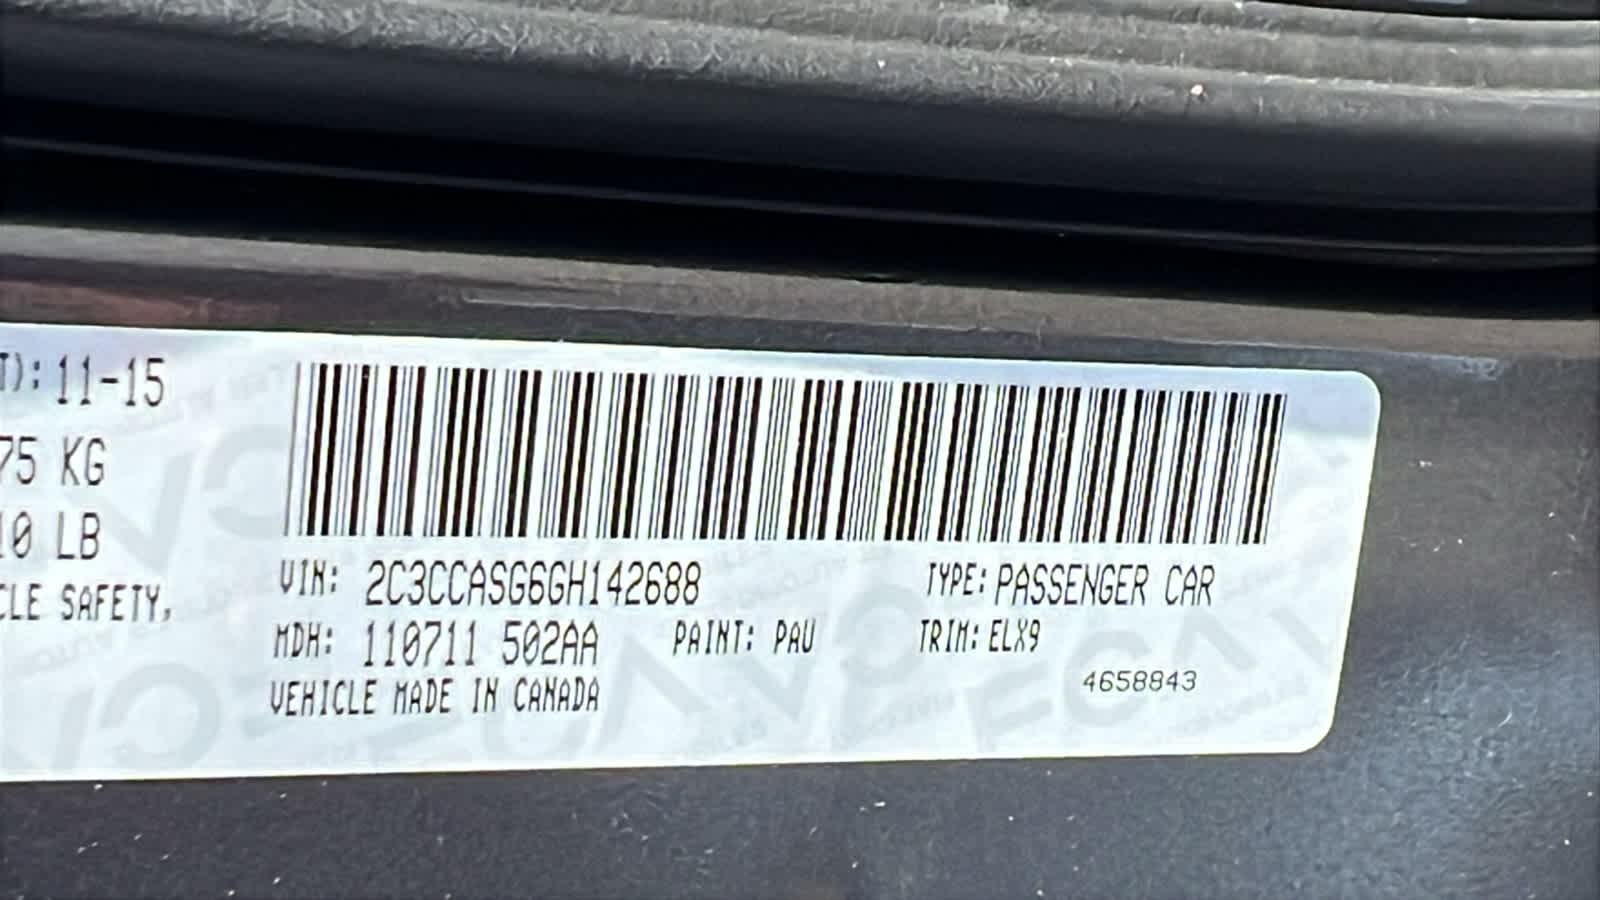 T): 11-15
75 KG
10 LB
CLE SAFETY,
VIN: 2C3CCASG6GH142688 TYPE: PASSENGER CAR
MDH: 110711 502AA PAINT: PAU TRIM: ELX9
VEHICLE MADE IN CANADA 4658843